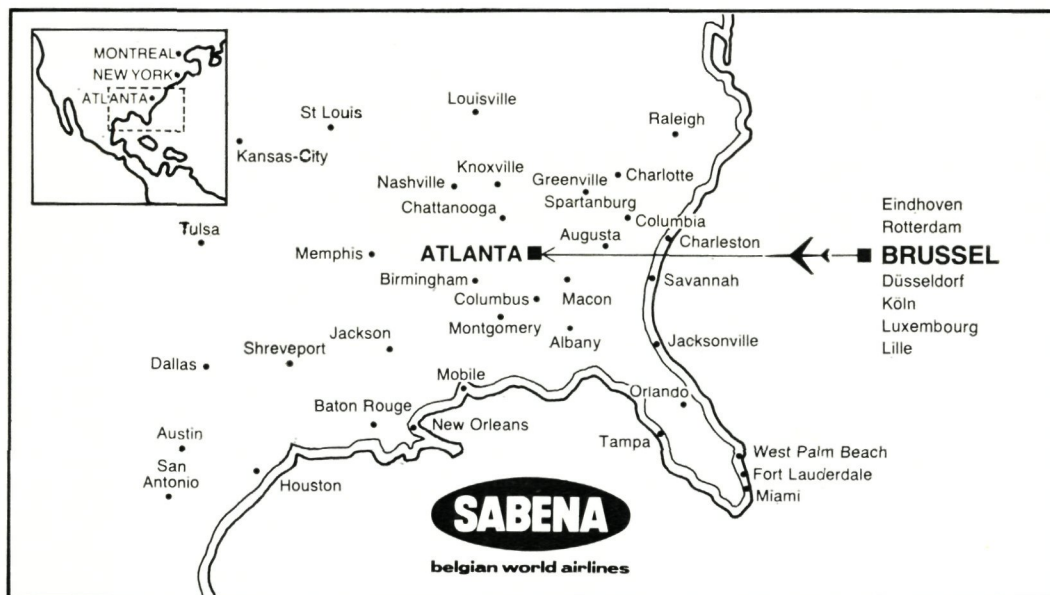 MONTREAL
NEW YORK
ATLANTA
St Louis
Louisville
Raleigh
Kansas-City
Knoxville
Nashville
Greenville
Charlotte
Spartanburg
Chattanooga
Columbia
Tulsa
Augusta
Charleston
Memphis
ATLANTA
Birmingham
Savannah
Columbus
Macon
Montgomery
Albany
Jackson
Jacksonville
Shreveport
Dallas
Mobile
Orlando
Baton Rouge
New Orleans
Tampa
Austin
San
Antonio
Houston
West Palm Beach
Fort Lauderdale
Miami
Eindhoven
Rotterdam
BRUSSEL
Düsseldorf
Köln
Luxembourg
Lille
SABENA
belgian world airlines